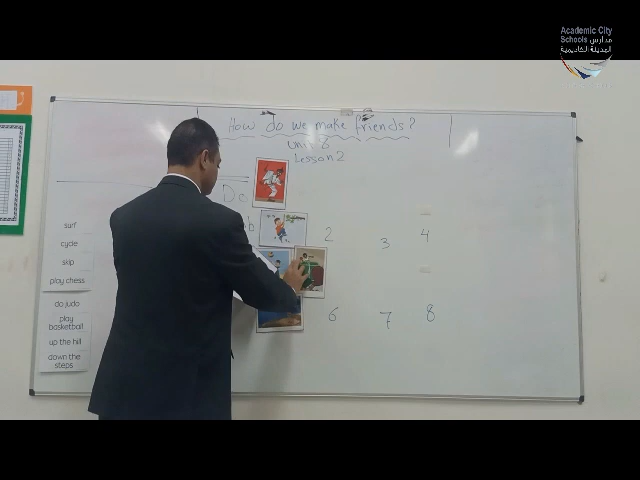 Academic City
Schools مدارس
المدينة الأكاديمية
How do we make friends?
Unit 8
Lesson 2
Do
surf
cycle
skip
play chess
do judo
play
basketball
up the hill
down the
steps
2
3
4
6
7
8